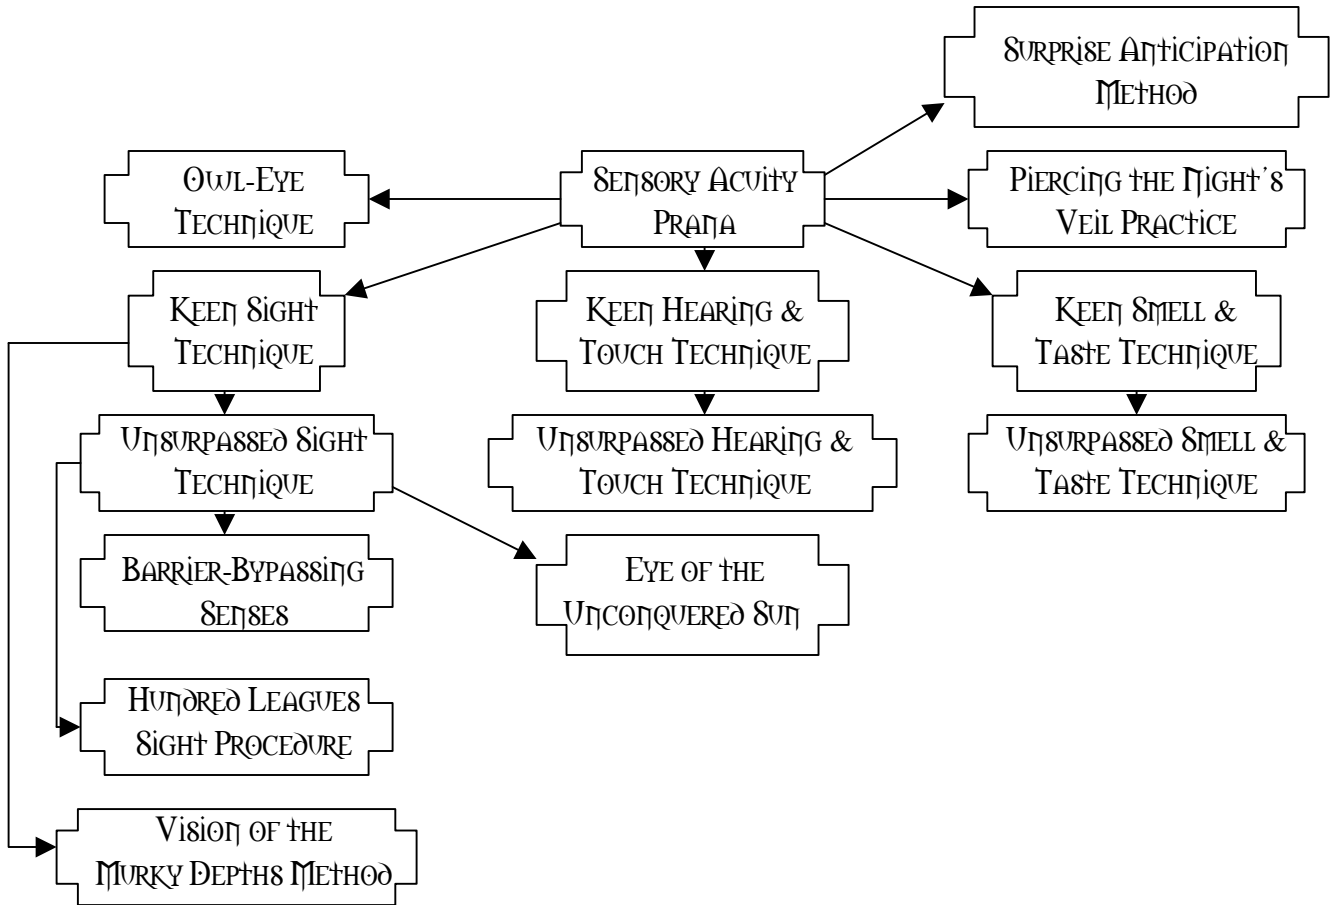 Surprise Anticipation
Method
Owl-Eye
Technique
Sensory Acuity
Prana
Piercing the Night's
Veil Practice
Keen Sight
Technique
Keen Hearing &
Touch Technique
Keen Smell &
Taste Technique
Unsurpassed Sight
Technique
Unsurpassed Hearing &
Touch Technique
Unsurpassed Smell &
Taste Technique
Barrier-Bypassing
Senses
Eye of the
Unconquered Sun
Hundred Leagues
Sight Procedure
Vision of the
Murky Depths Method